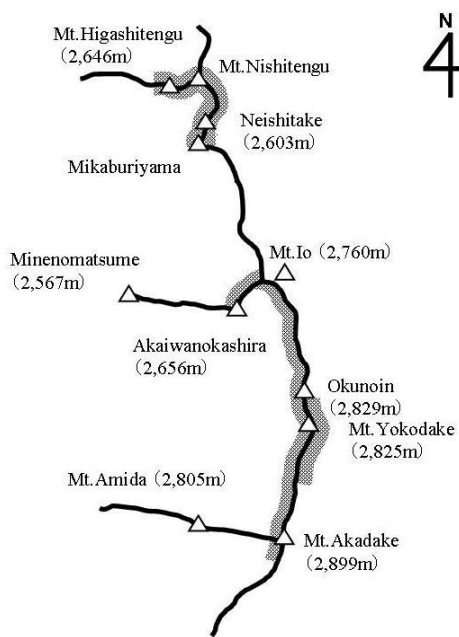 N
Mt.Higashitengu
(2,646m)
Mt.Nishitengu
Neishitake
(2,603m)
Mikaburiyama
Mt.Io (2,760m)
Minenomatsume
(2,567m)
Akaiwanokashira
(2,656m)
Okunoin
(2,829m)
Mt.Yokodake
(2,825m)
Mt.Amida (2,805m)
Mt.Akadake
(2,899m)